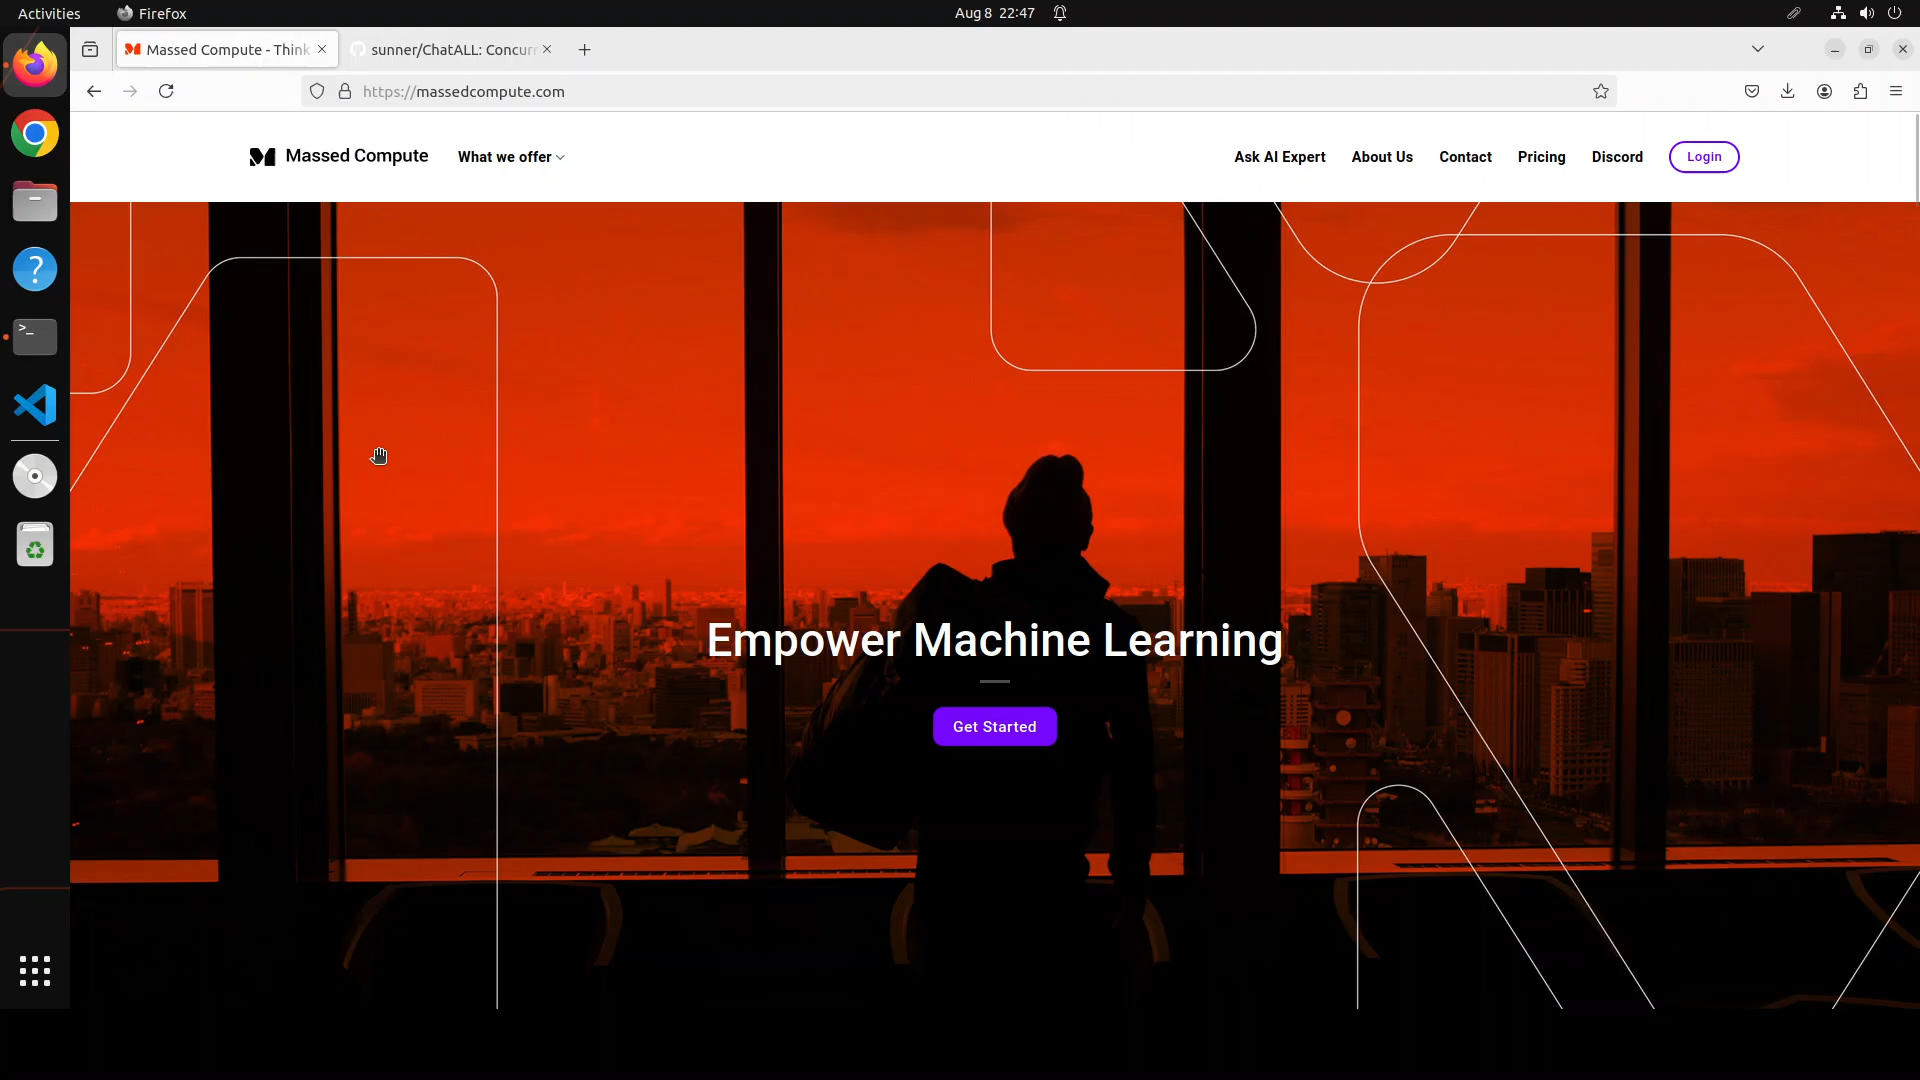 Activities
Firefox
Aug 8 22:47
Massed Compute - Think
sunner/ChatALL: Concur
https://massedcompute.com
Massed Compute
What we offer
Ask AI Expert
About Us
Contact
Pricing
Discord
Login
Empower Machine Learning
Get Started